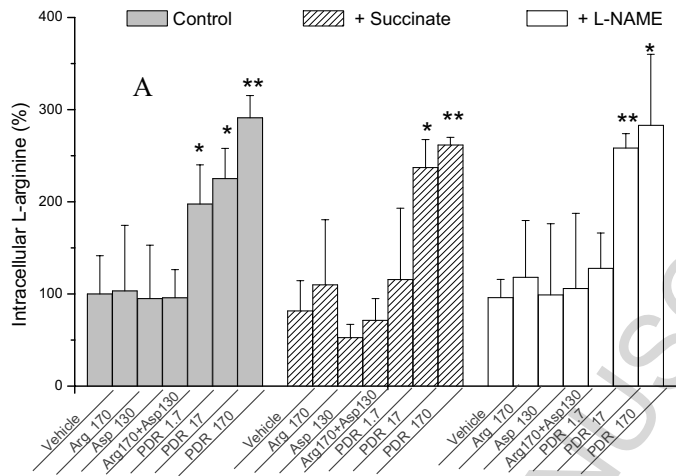 Control
+ Succinate
+ L-NAME
A
Intracellular L-arginine (%)
400
300
200
100
0
**
*
*
*
**
**
*
Vehicle
Arg 170
Asp 130
Arg170+Asp130
PDR 1.7
PDR 17
PDR 170
Vehicle
Arg 170
Asp 130
Arg170+Asp130
PDR 1.7
PDR 17
PDR 170
Vehicle
Arg 170
Asp 130
Arg170+Asp130
PDR 1.7
PDR 17
PDR 170
NUS